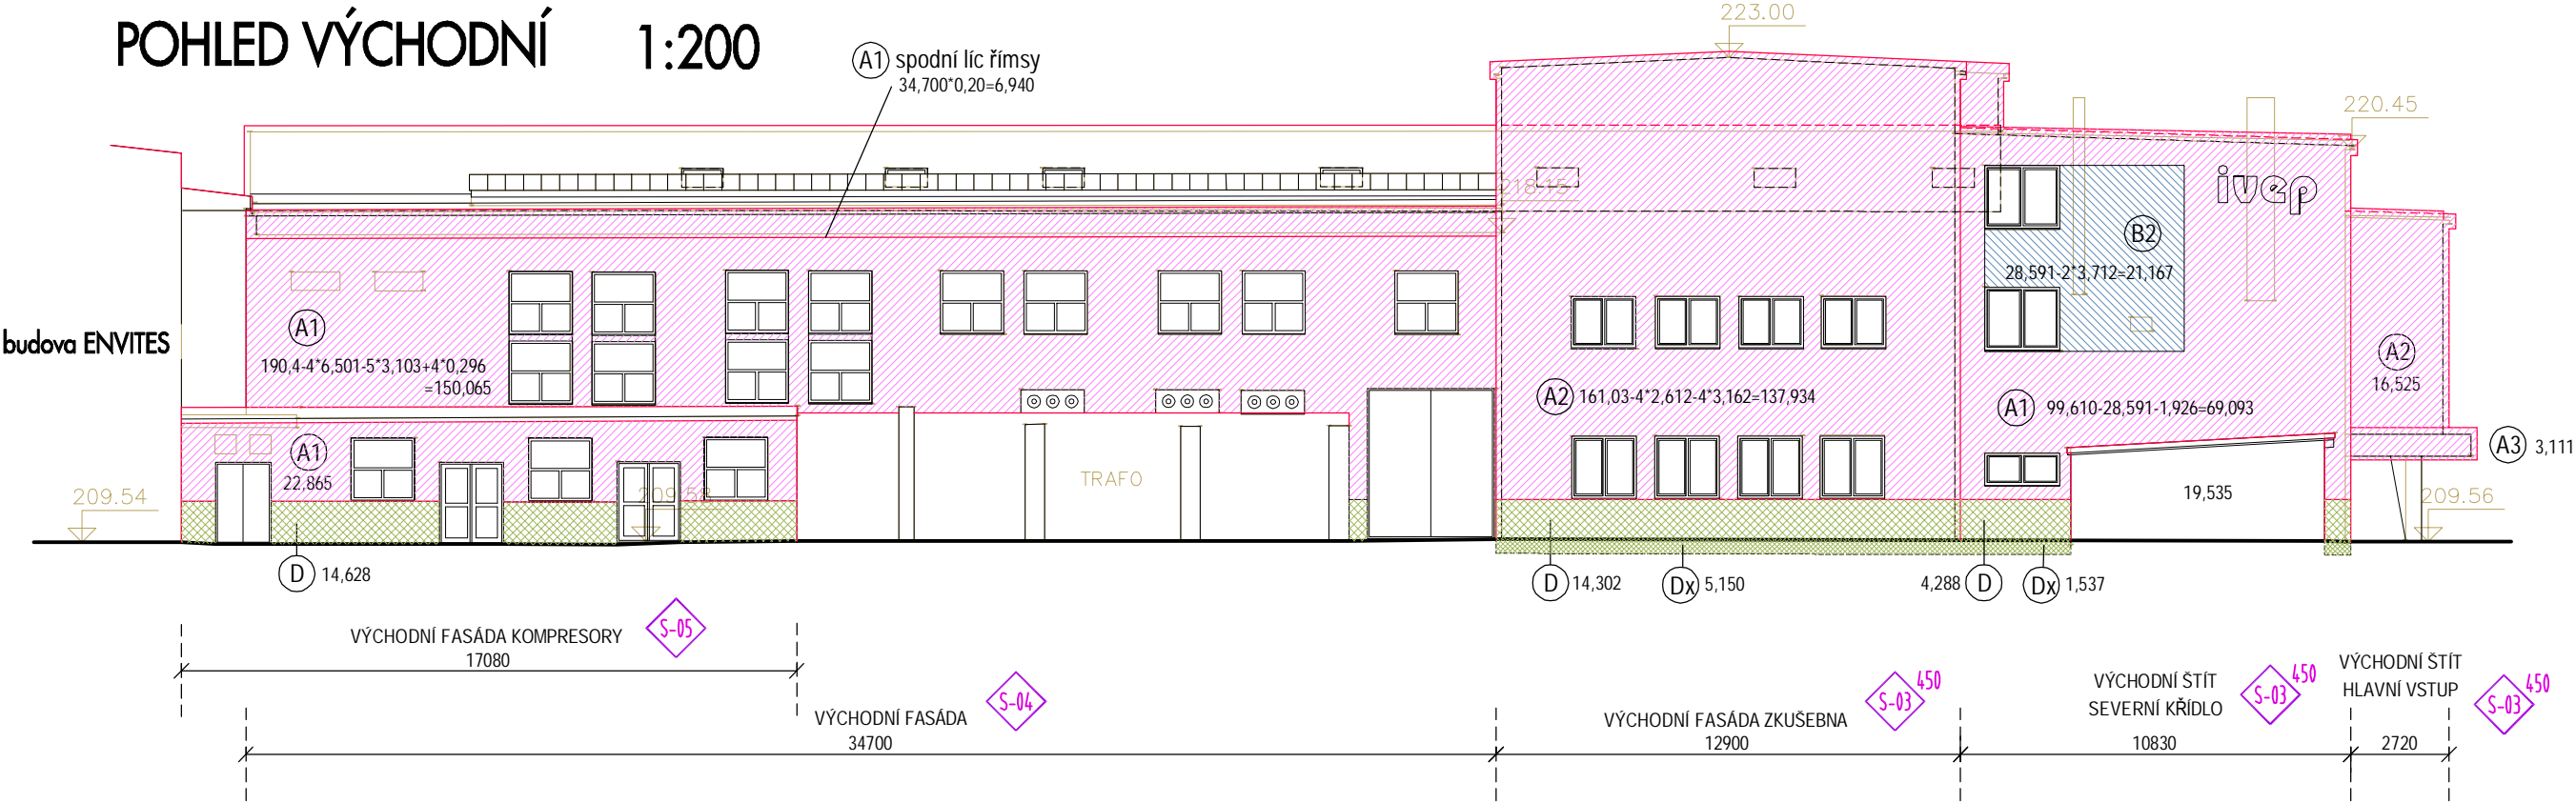 POHLED VÝCHODNÍ 1:200
223.00
A1 spodní líc římsy
34,700*0,20=6,940
220.45
218.15
ivep
B2
28,591-2*3,712=21,167
budova ENVITES
A1
190,4-4*6,501-5*3,103+4*0,296
=150,065
A2
16,525
A2 161,03-4*2,612-4*3,162=137,934
A1 99,610-28,591-1,926=69,093
A1
22,865
TRAFO
A3 3,111
19,535
209.54
209.58
209.56
D 14,628
D 14,302
Dx 5,150
4,288 D
Dx 1,537
VÝCHODNÍ FASÁDA KOMPRESORY
17080
S-05
VÝCHODNÍ FASÁDA
34700
S-04
VÝCHODNÍ FASÁDA ZKUŠEBNA
12900
S-03 450
VÝCHODNÍ ŠTÍT
SEVERNÍ KŘÍDLO
10830
S-03 450
VÝCHODNÍ ŠTÍT
HLAVNÍ VSTUP
2720
S-03 450